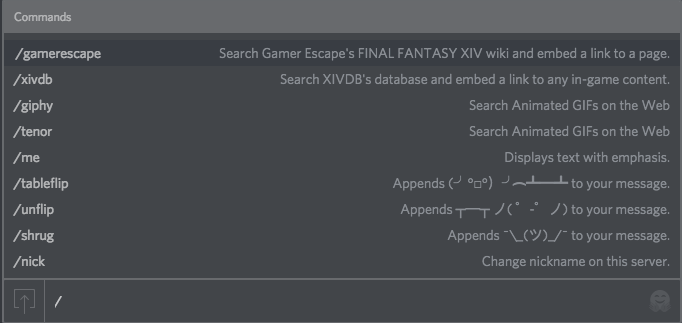 Commands
/gamerescape Search Gamer Escape's FINAL FANTASY XIV wiki and embed a link to a page.
/xivdb Search XIVDB's database and embed a link to any in-game content.
/giphy Search Animated GIFs on the Web
/tenor Search Animated GIFs on the Web
/me Displays text with emphasis.
/tableflip Appends (╯°□°）╯︵ ┻━┻ to your message.
/unflip Appends ┬─┬ ノ( ゜-゜ノ) to your message.
/shrug Appends ¯\_(ツ)_/¯ to your message.
/nick Change nickname on this server.
/